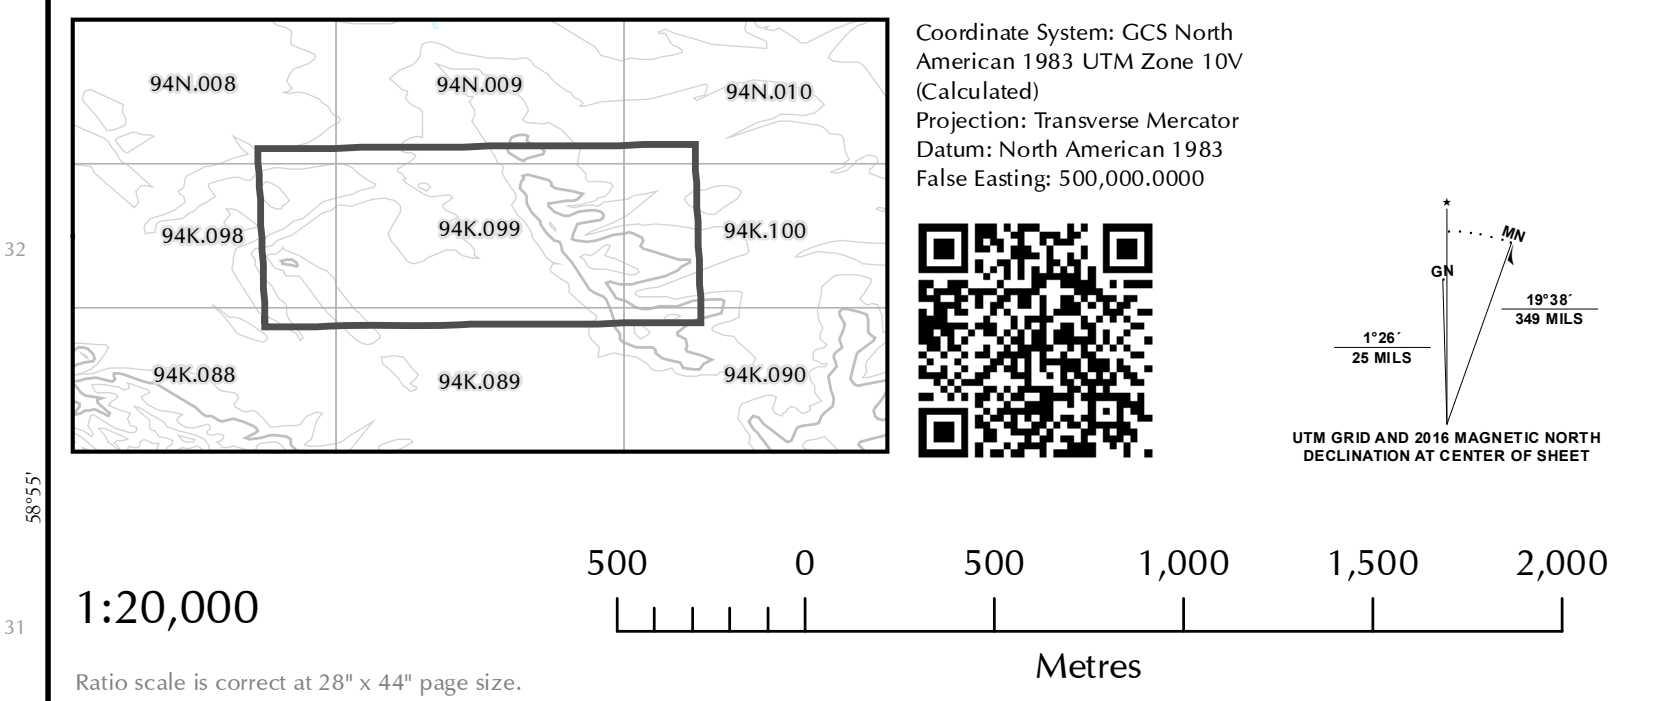 94N.008
94N.009
94N.010
94K.098
94K.099
94K.100
94K.088
94K.089
94K.090
Coordinate System: GCS North
American 1983 UTM Zone 10V
(Calculated)
Projection: Transverse Mercator
Datum: North American 1983
False Easting: 500,000.0000
MN
GN
19°38´
349 MILS
1°26´
25 MILS
UTM GRID AND 2016 MAGNETIC NORTH
DECLINATION AT CENTER OF SHEET
32
58°55'
31
1:20,000
Ratio scale is correct at 28" x 44" page size.
500 0 500 1,000 1,500 2,000
Metres